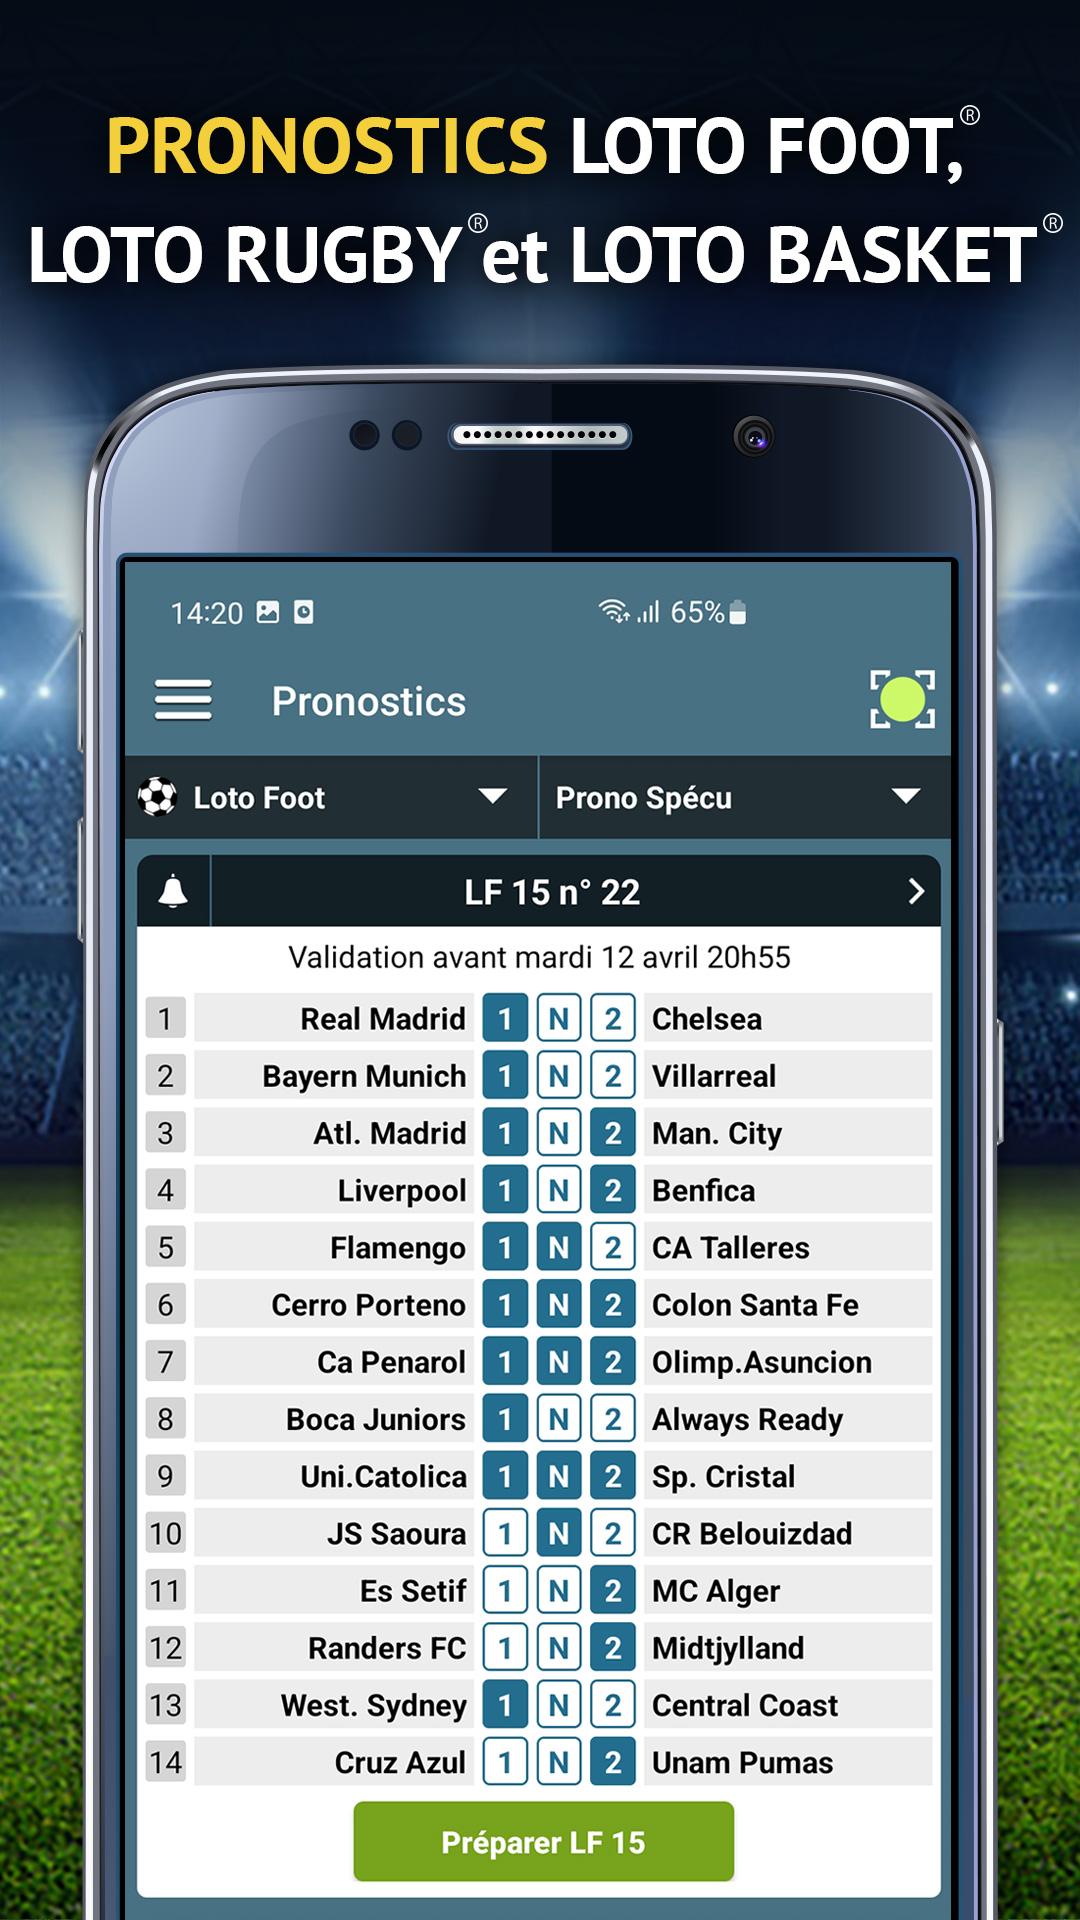 PRONOSTICS LOTO FOOT,®
LOTO RUGBY® et LOTO BASKET®
14:20 65%
Pronostics
Loto Foot Prono Spécu
LF 15 n° 22
Validation avant mardi 12 avril 20h55
1 Real Madrid 1 N 2 Chelsea
2 Bayern Munich 1 N 2 Villarreal
3 Atl. Madrid 1 N 2 Man. City
4 Liverpool 1 N 2 Benfica
5 Flamengo 1 N 2 CA Talleres
6 Cerro Porteno 1 N 2 Colon Santa Fe
7 Ca Penarol 1 N 2 Olimp.Asuncion
8 Boca Juniors 1 N 2 Always Ready
9 Uni.Catolica 1 N 2 Sp. Cristal
10 JS Saoura 1 N 2 CR Belouizdad
11 Es Setif 1 N 2 MC Alger
12 Randers FC 1 N 2 Midtjylland
13 West. Sydney 1 N 2 Central Coast
14 Cruz Azul 1 N 2 Unam Pumas
Préparer LF 15